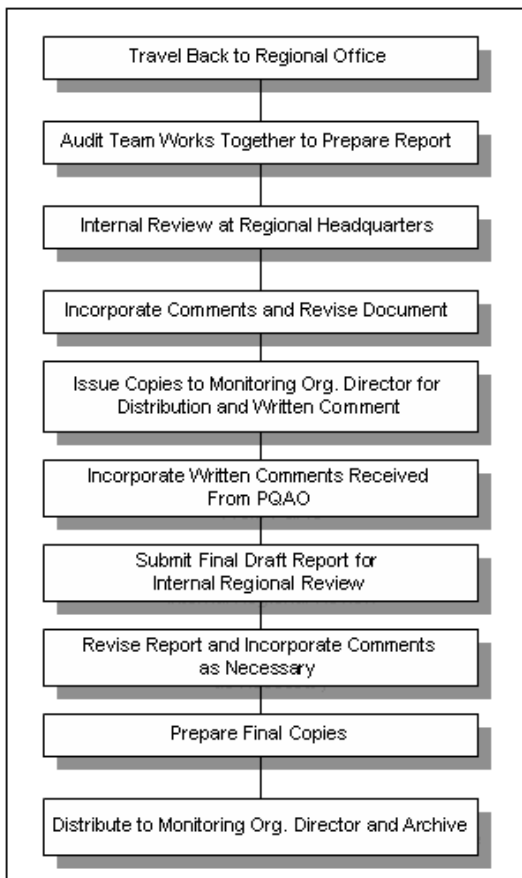 Travel Back to Regional Office
Audit Team Works Together to Prepare Report
Internal Review at Regional Headquarters
Incorporate Comments and Revise Document
Issue Copies to Monitoring Org. Director for
Distribution and Written Comment
Incorporate Written Comments Received
From PQAO
Submit Final Draft Report for
Internal Regional Review
Revise Report and Incorporate Comments
as Necessary
Prepare Final Copies
Distribute to Monitoring Org. Director and Archive